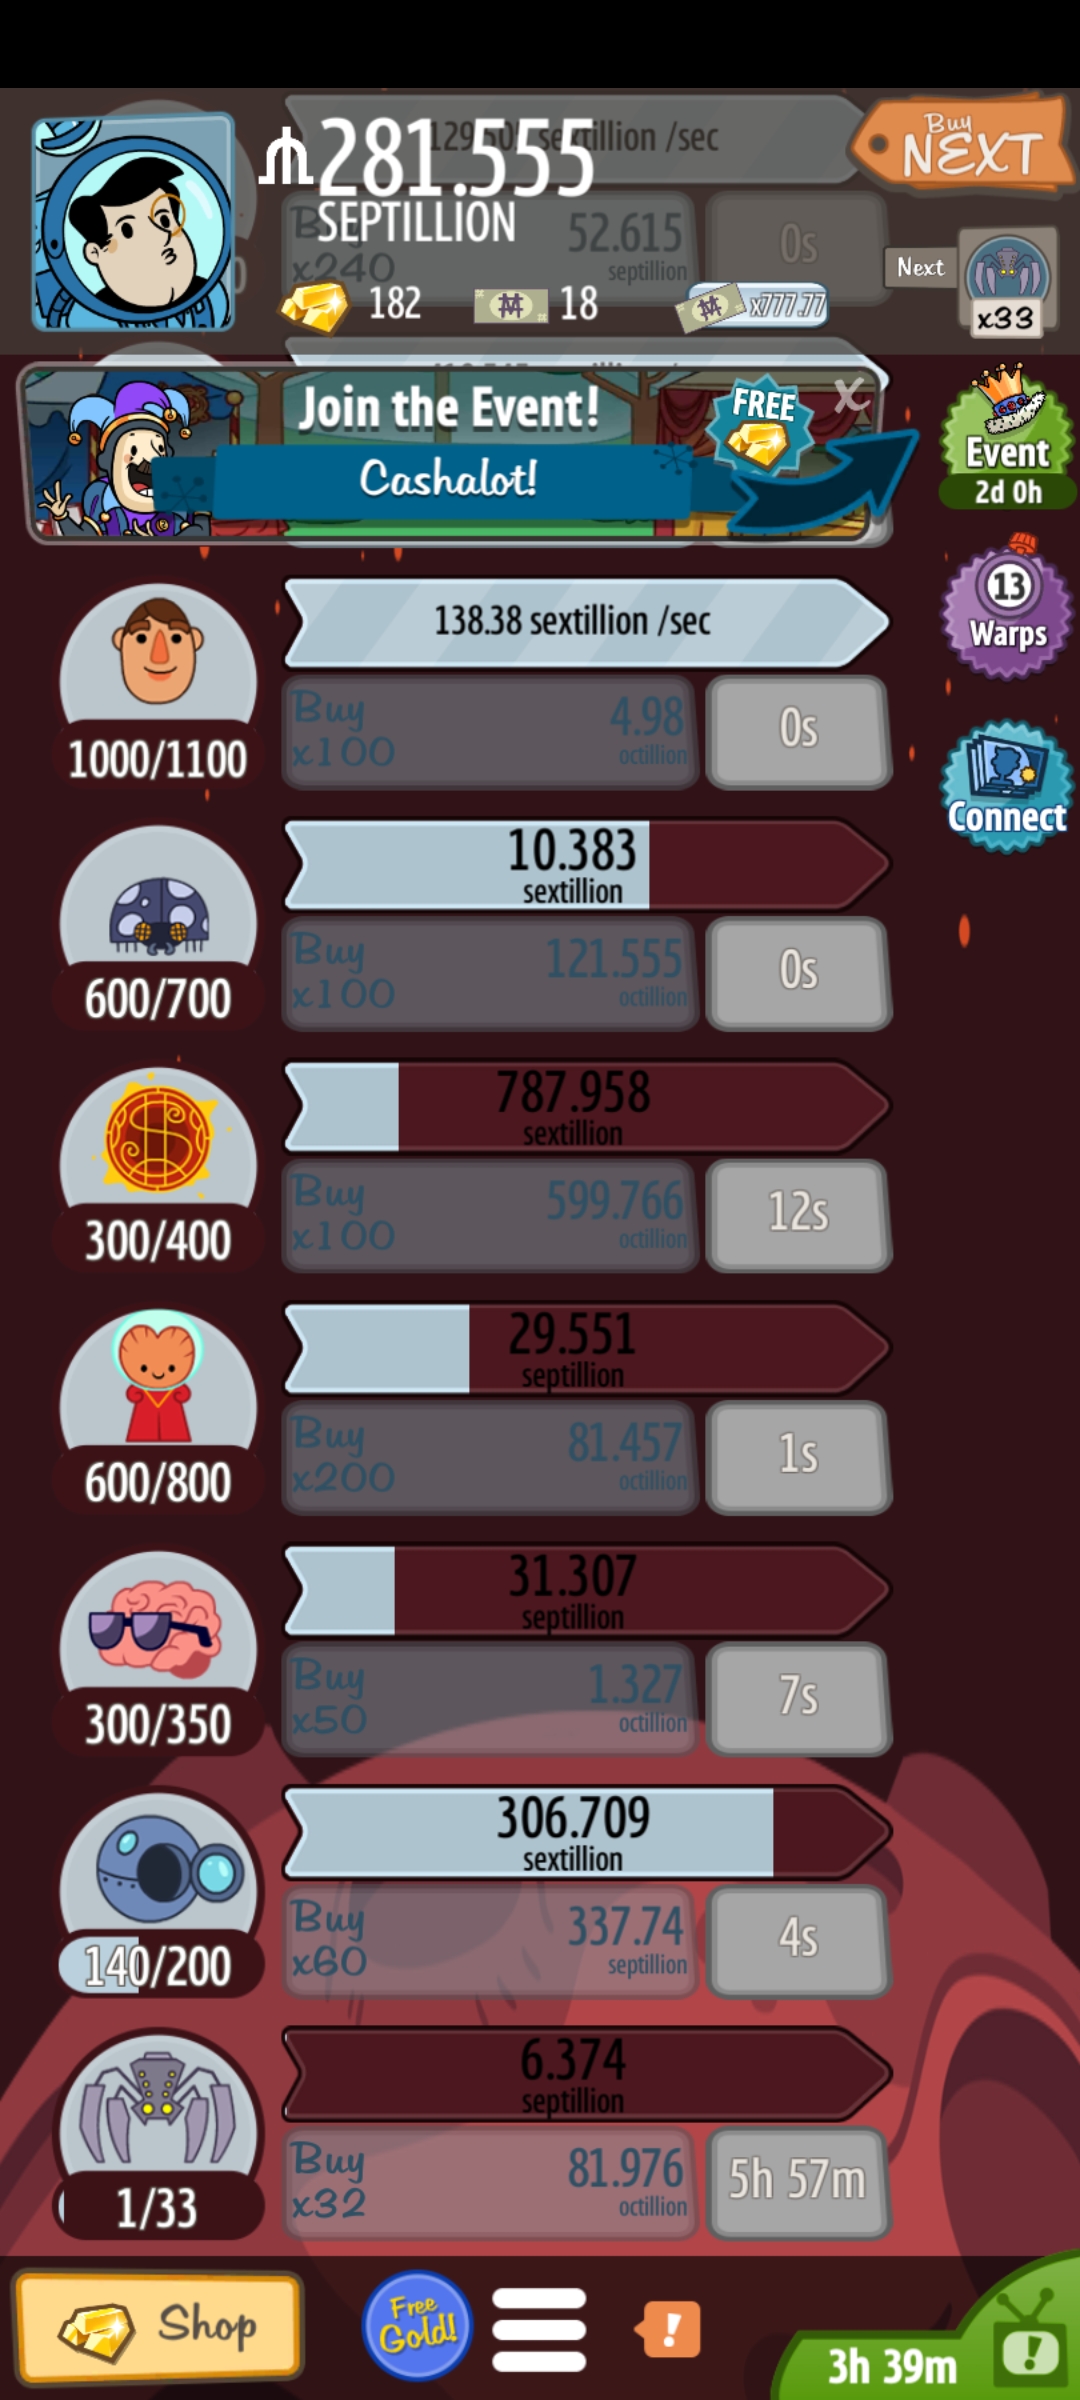 129.50 sextillion /sec
₼281.555
SEPTILLION
Buy
NEXT
Buy
x240
52.615
septillion
0s
Next
x33
182
18
x777.77
Join the Event!
FREE
X
Cashalot!
Event
2d 0h
13
Warps
Connect
138.38 sextillion /sec
1000/1100
Buy
x100
4.98
octillion
0s
10.383
sextillion
600/700
Buy
x100
121.555
octillion
0s
787.958
sextillion
300/400
Buy
x100
599.766
octillion
12s
29.551
septillion
600/800
Buy
x200
81.457
octillion
1s
31.307
septillion
300/350
Buy
x50
1.327
octillion
7s
306.709
sextillion
140/200
Buy
x60
337.74
septillion
4s
6.374
septillion
1/33
Buy
x32
81.976
octillion
5h 57m
Shop
Free
Gold!
!
3h 39m
!